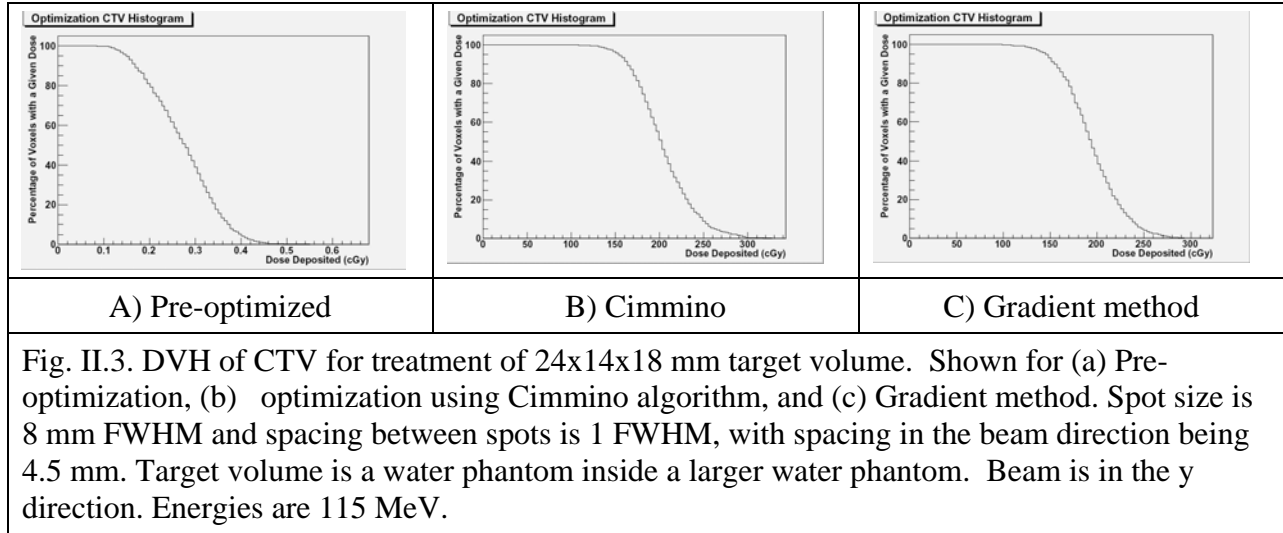 Optimization CTV Histogram
Percentage of Voxels with a Given Dose
100
80
60
40
20
0
0 0.1 0.2 0.3 0.4 0.5 0.6
Dose Deposited (cGy)
Optimization CTV Histogram
Percentage of Voxels with a Given Dose
100
80
60
40
20
0
0 50 100 150 200 250 300
Dose Deposited (cGy)
Optimization CTV Histogram
Percentage of Voxels with a Given Dose
100
80
60
40
20
0
0 50 100 150 200 250 300
Dose Deposited (cGy)
A) Pre-optimized
B) Cimmino
C) Gradient method
Fig. II.3. DVH of CTV for treatment of 24x14x18 mm target volume. Shown for (a) Pre-
optimization, (b) optimization using Cimmino algorithm, and (c) Gradient method. Spot size is
8 mm FWHM and spacing between spots is 1 FWHM, with spacing in the beam direction being
4.5 mm. Target volume is a water phantom inside a larger water phantom. Beam is in the y
direction. Energies are 115 MeV.